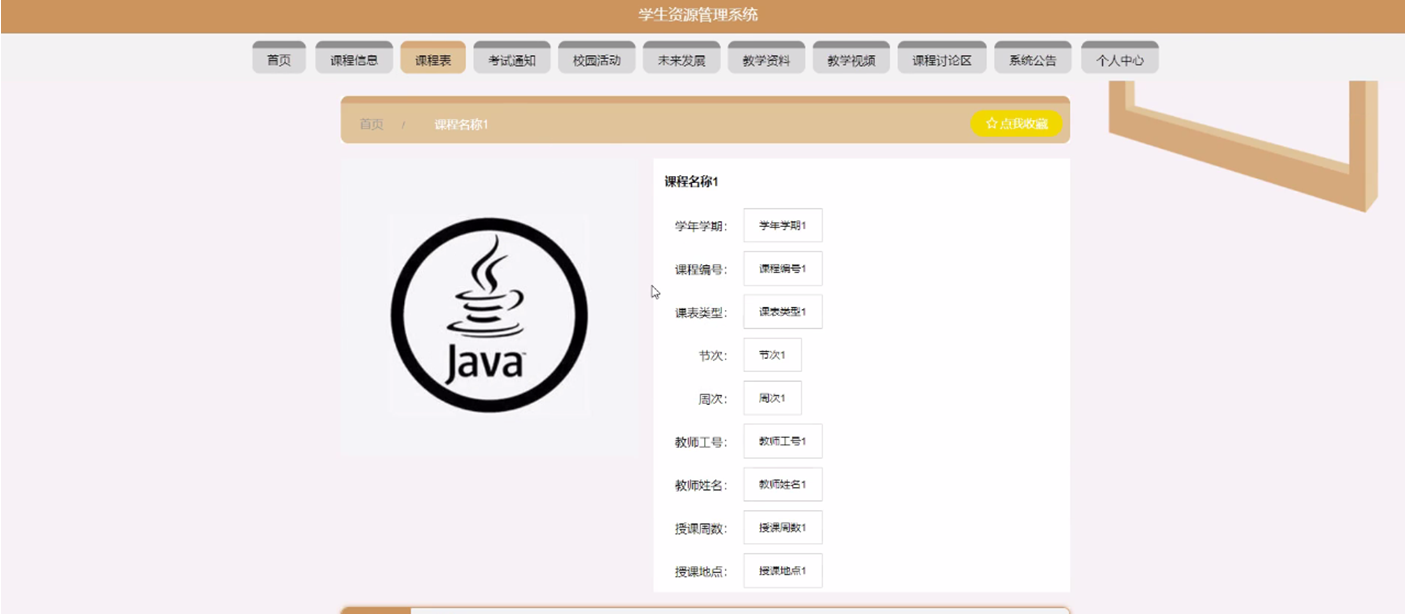 学生资源管理系统
首页 课程信息 课程表 考试通知 校园活动 未来发展 教学资料 教学视频 课程讨论区 系统公告 个人中心
首页 / 课程名称1 ☆点我收藏
课程名称1
学年学期： 学年学期1
课程编号： 课程编号1
课表类型： 课表类型1
节次： 节次1
周次： 周次1
教师工号： 教师工号1
教师姓名： 教师姓名1
授课周数： 授课周数1
授课地点： 授课地点1
Java™